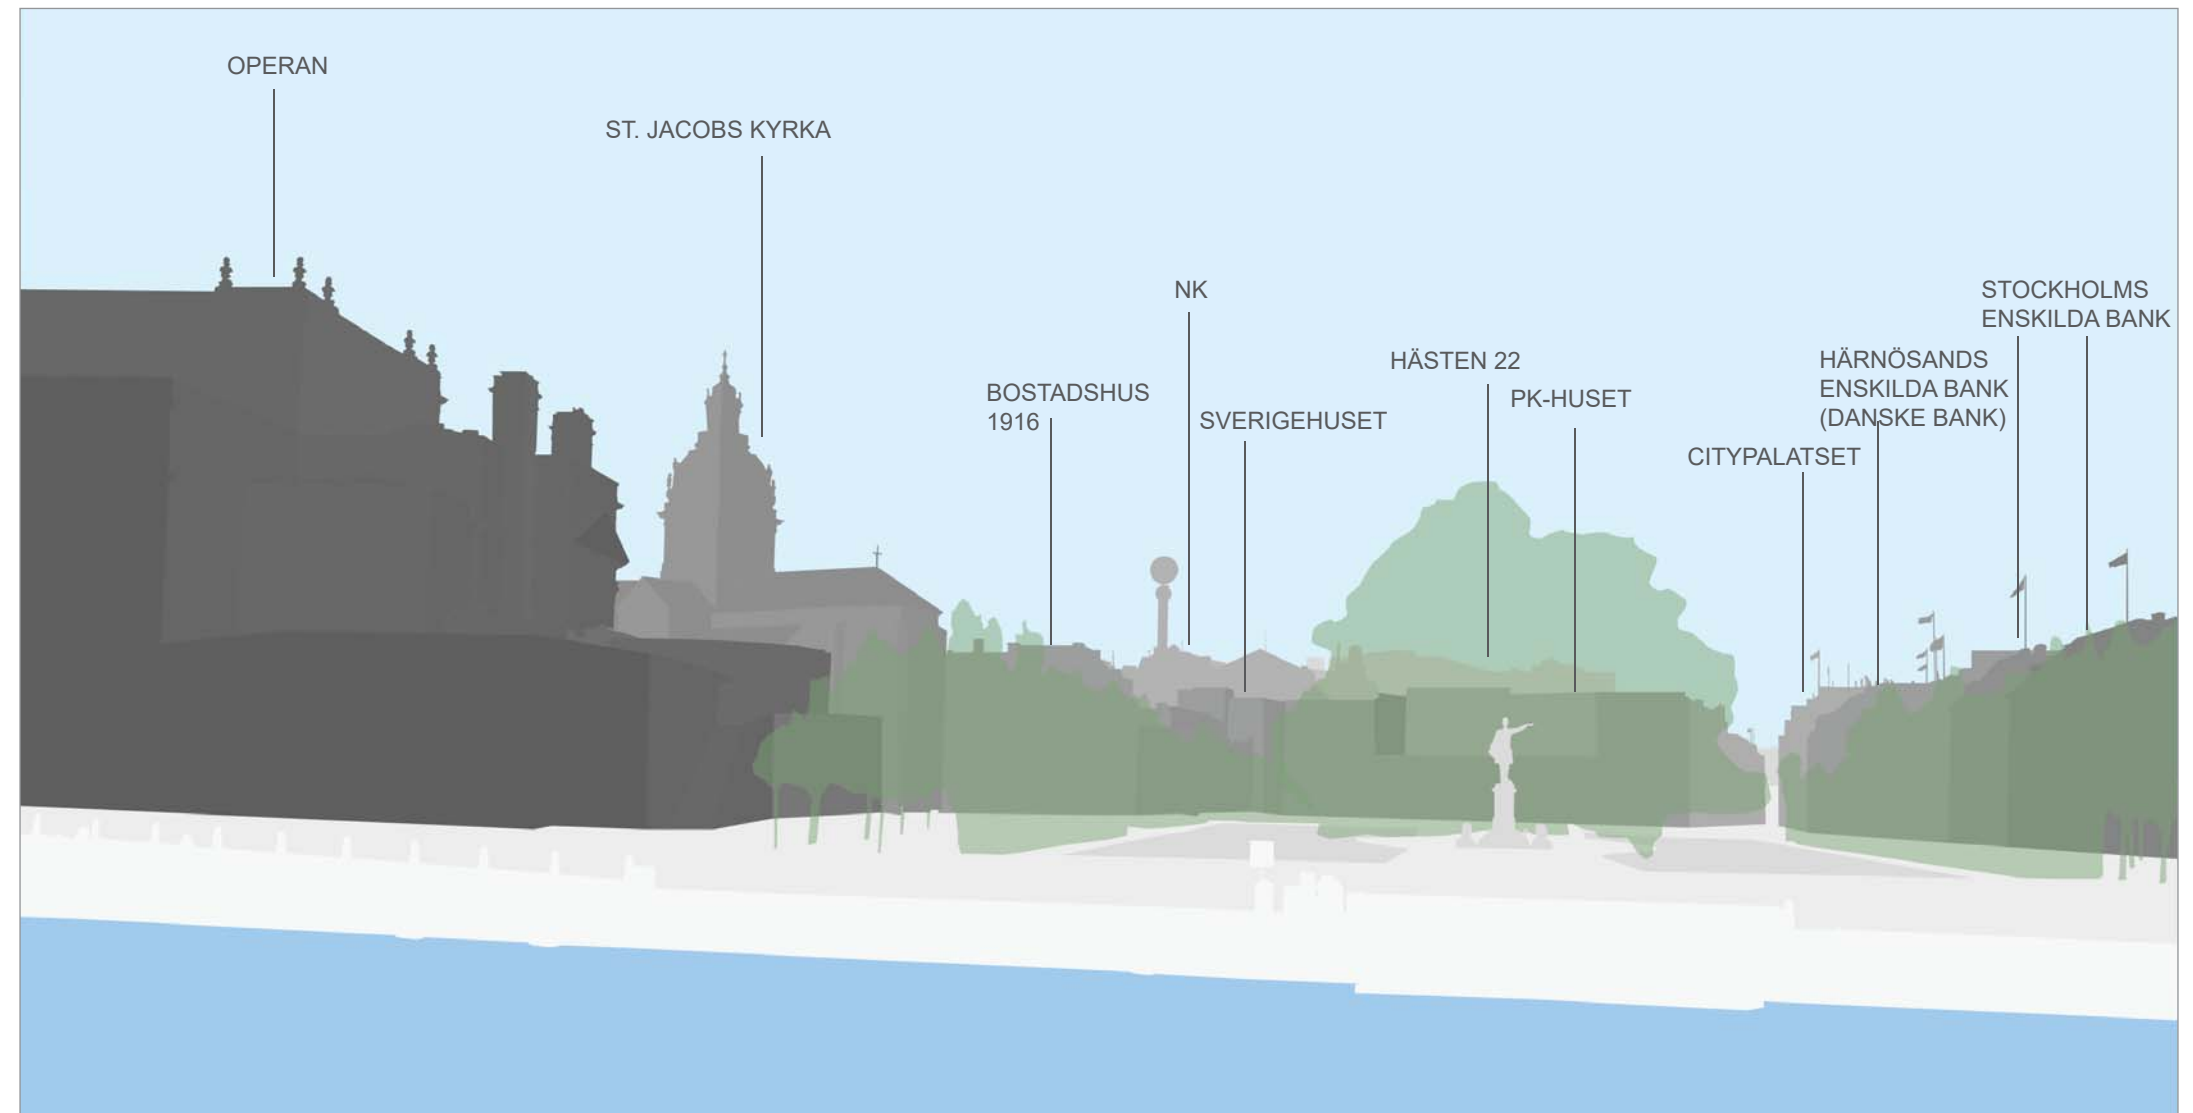 OPERAN
ST. JACOBS KYRKA
BOSTADSHUS
1916
NK
SVERIGEHUSET
HÄSTEN 22
PK-HUSET
CITYPALATSET
HÄRNÖSANDS
ENSKILDA BANK
(DANSKE BANK)
STOCKHOLMS
ENSKILDA BANK